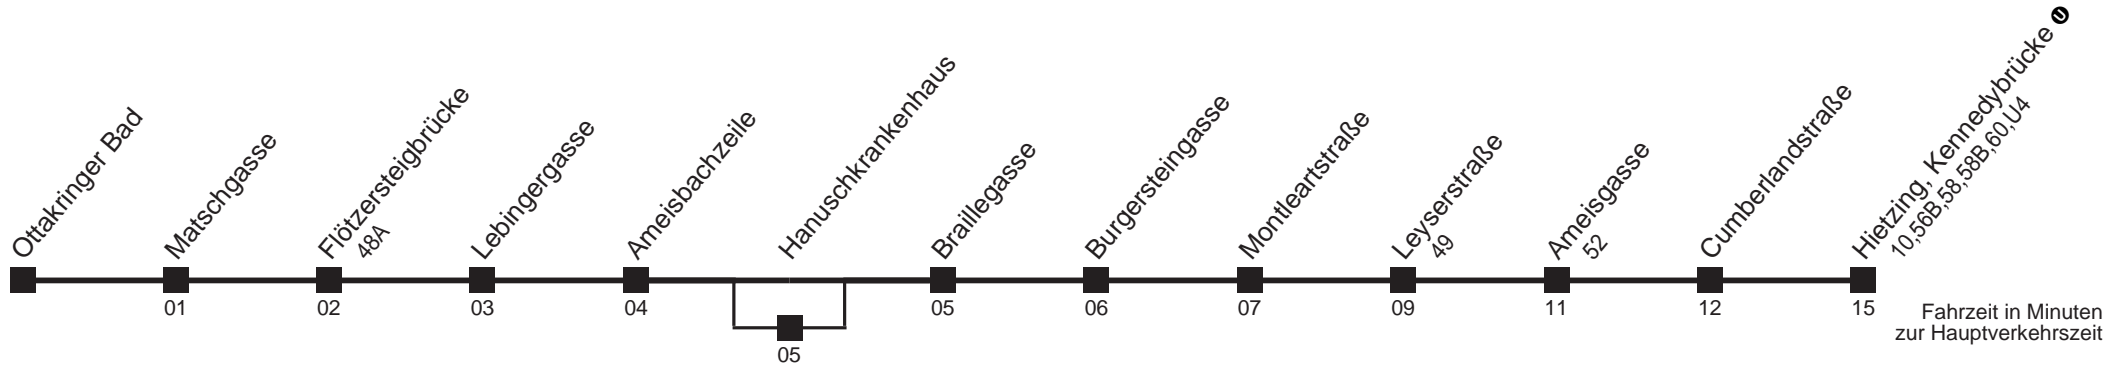 Ottakringer Bad
Matschgasse
01
Flötzersteigbrücke
48A
02
Lebingergasse
03
Ameisbachzeile
04
Hanuschkrankenhaus
05
Braillegasse
05
Burgersteingasse
06
Montleartstraße
07
Leyserstraße
49
09
Ameisgasse
52
11
Cumberlandstraße
12
Hietzing, Kennedybrücke U
10,56B,58,58B,60,U4
15
Fahrzeit in Minuten
zur Hauptverkehrszeit